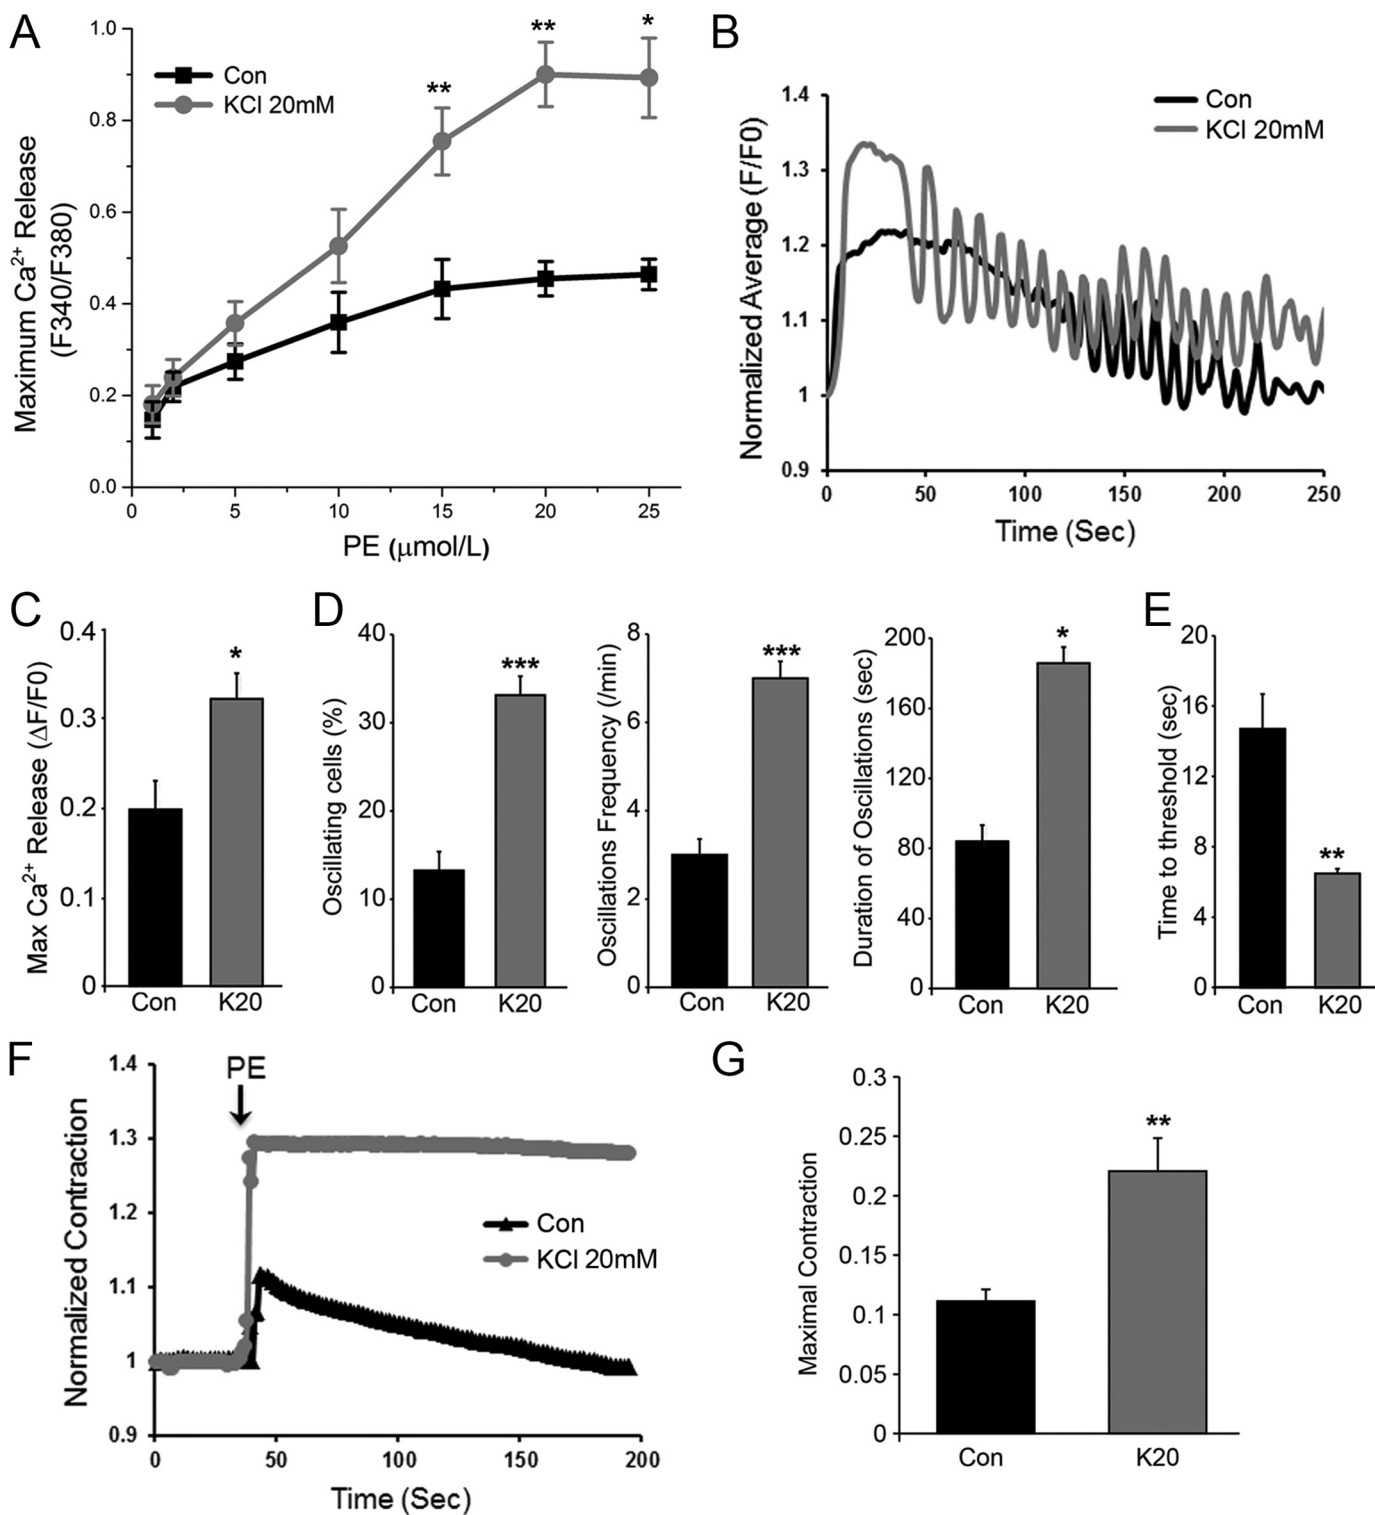 A
Maximum Ca2+ Release
(F340/F380)
1.0
0.8
0.6
0.4
0.2
0.0
Con
KCl 20mM
**
**
*
0
5
10
15
20
25
PE (μmol/L)
B
Normalized Average (F/F0)
1.4
1.3
1.2
1.1
1
0.9
Con
KCl 20mM
0
50
100
150
200
250
Time (Sec)
C
Max Ca2+ Release (ΔF/F0)
0.4
0.3
0.2
0.1
0
*
Con
K20
D
Oscillating cells (%)
40
30
20
10
0
***
Con
K20
Oscillations Frequency (/min)
8
6
4
2
0
***
Con
K20
Duration of Oscillations (sec)
200
160
120
80
40
0
*
Con
K20
E
Time to threshold (sec)
20
16
12
8
4
0
**
Con
K20
F
Normalized Contraction
1.4
1.3
1.2
1.1
1
0.9
PE
Con
KCl 20mM
0
50
100
150
200
Time (Sec)
G
Maximal Contraction
0.3
0.25
0.2
0.15
0.1
0.05
0
**
Con
K20